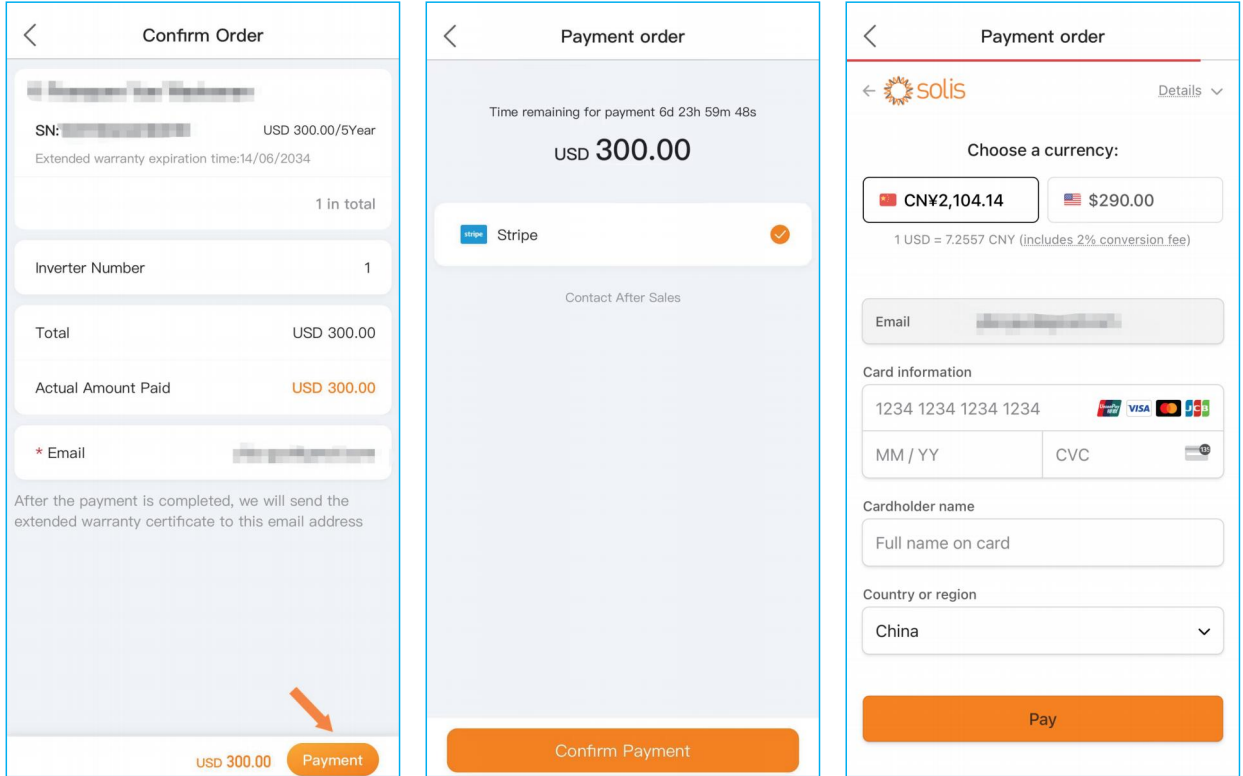 Confirm Order
SN:
USD 300.00/5Year
Extended warranty expiration time:14/06/2034
1 in total
Inverter Number 1
Total USD 300.00
Actual Amount Paid USD 300.00
* Email
After the payment is completed, we will send the
extended warranty certificate to this email address
USD 300.00 Payment
Payment order
Time remaining for payment 6d 23h 59m 48s
USD 300.00
stripe Stripe
Contact After Sales
Confirm Payment
Payment order
solis Details
Choose a currency:
CN¥2,104.14 $290.00
1 USD = 7.2557 CNY (includes 2% conversion fee)
Email
Card information
1234 1234 1234 1234 UnionPay VISA JCB
MM / YY CVC 135
Cardholder name
Full name on card
Country or region
China
Pay